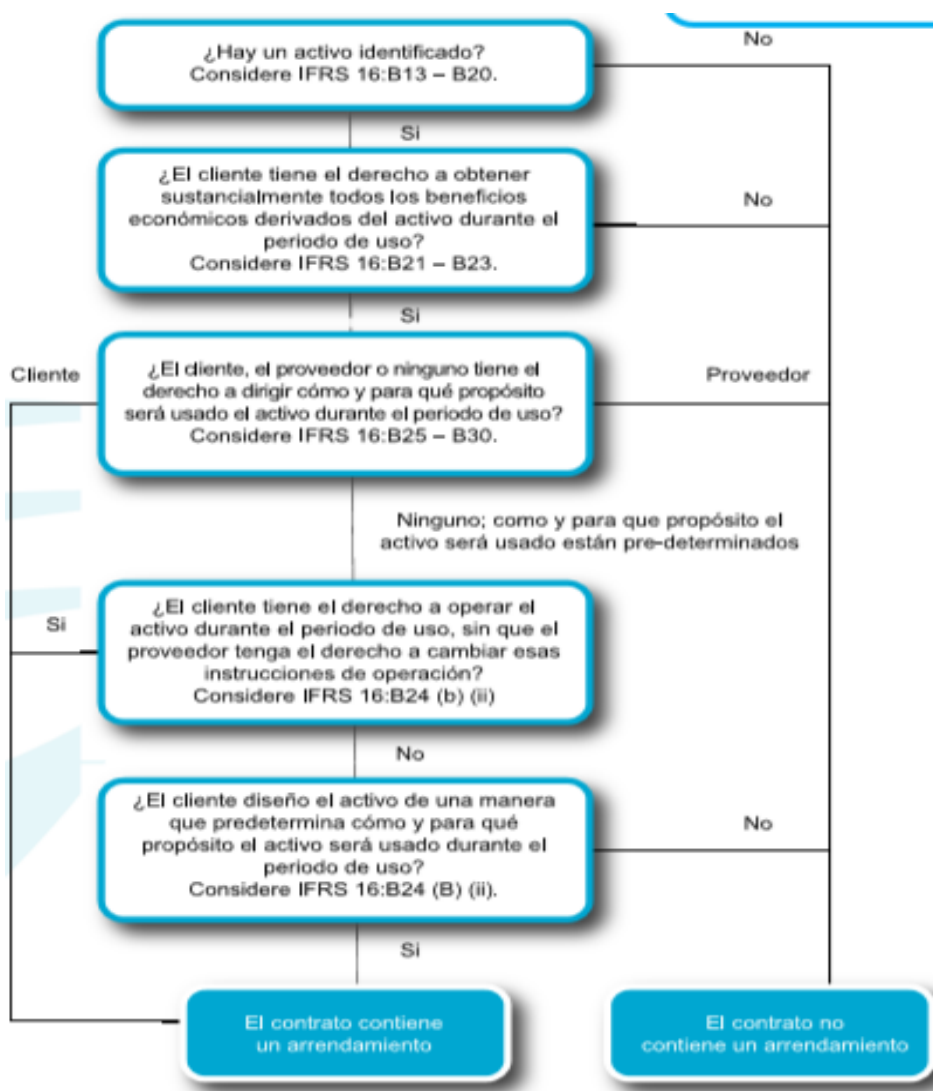 No
¿Hay un activo identificado?
Considere IFRS 16:B13 – B20.
Si
¿El cliente tiene el derecho a obtener
sustancialmente todos los beneficios
económicos derivados del activo durante el
periodo de uso?
Considere IFRS 16:B21 – B23.
No
Si
Cliente
¿El cliente, el proveedor o ninguno tiene el
derecho a dirigir cómo y para qué propósito
será usado el activo durante el periodo de uso?
Considere IFRS 16:B25 – B30.
Proveedor
Ninguno; como y para que propósito el
activo será usado están pre-determinados
Si
¿El cliente tiene el derecho a operar el
activo durante el periodo de uso, sin que el
proveedor tenga el derecho a cambiar esas
instrucciones de operación?
Considere IFRS 16:B24 (b) (ii)
No
¿El cliente diseño el activo de una manera
que predetermina cómo y para qué
propósito el activo será usado durante el
periodo de uso?
Considere IFRS 16:B24 (B) (ii).
No
Si
El contrato contiene
un arrendamiento
El contrato no
contiene un arrendamiento